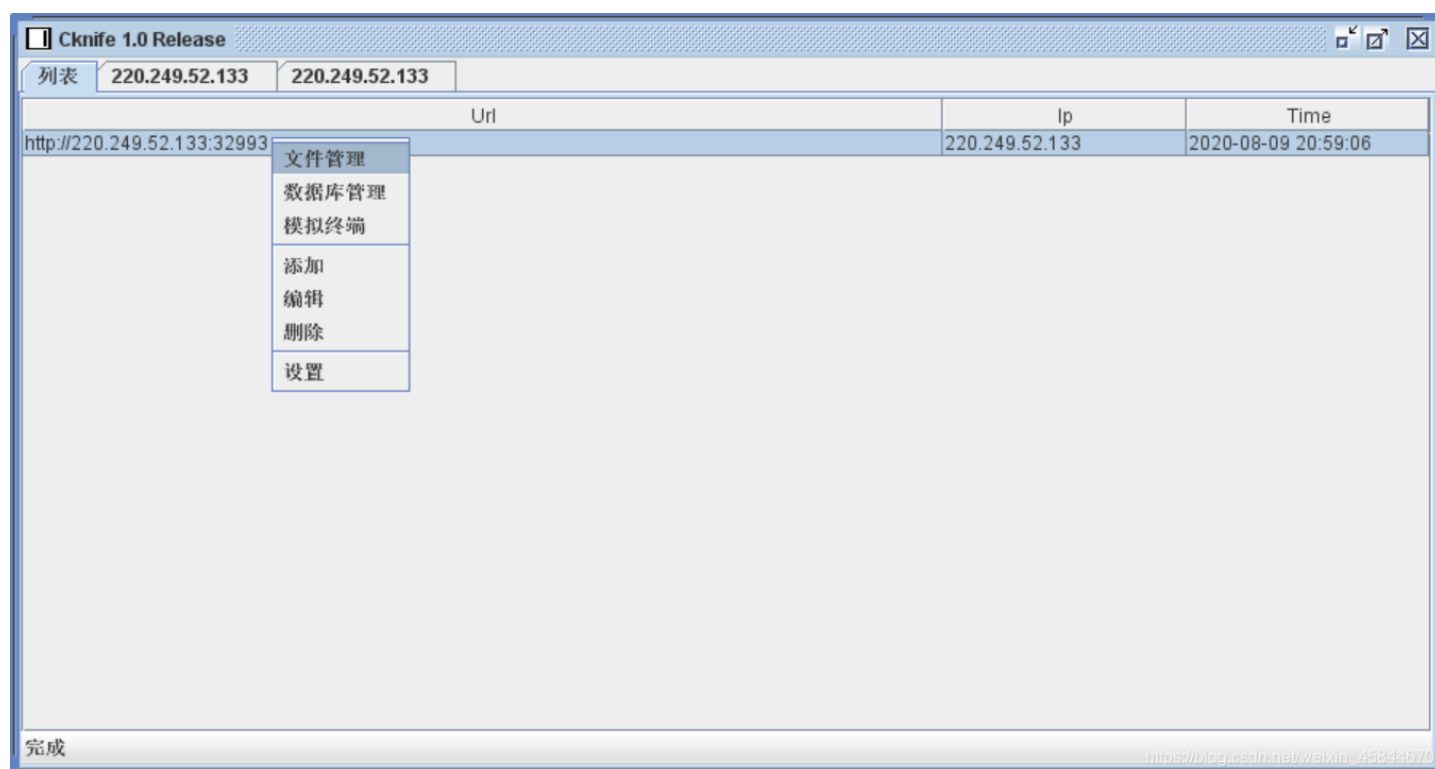 Cknife 1.0 Release
列表 220.249.52.133 220.249.52.133
Url Ip Time
http://220.249.52.133:32993 220.249.52.133 2020-08-09 20:59:06
文件管理
数据库管理
模拟终端
添加
编辑
删除
设置
完成
https://blog.csdn.net/weixin_45844670